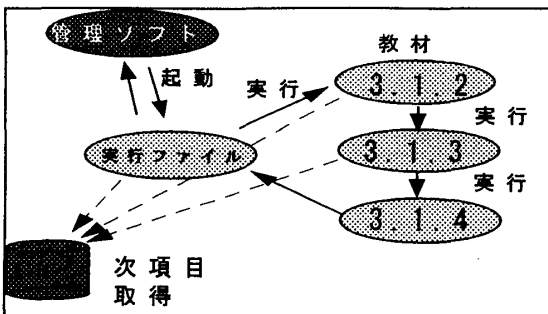 管理ソフト
教材
起動
実行
3.1.2
実行
実行ファイル
3.1.3
実行
3.1.4
次項目
取得